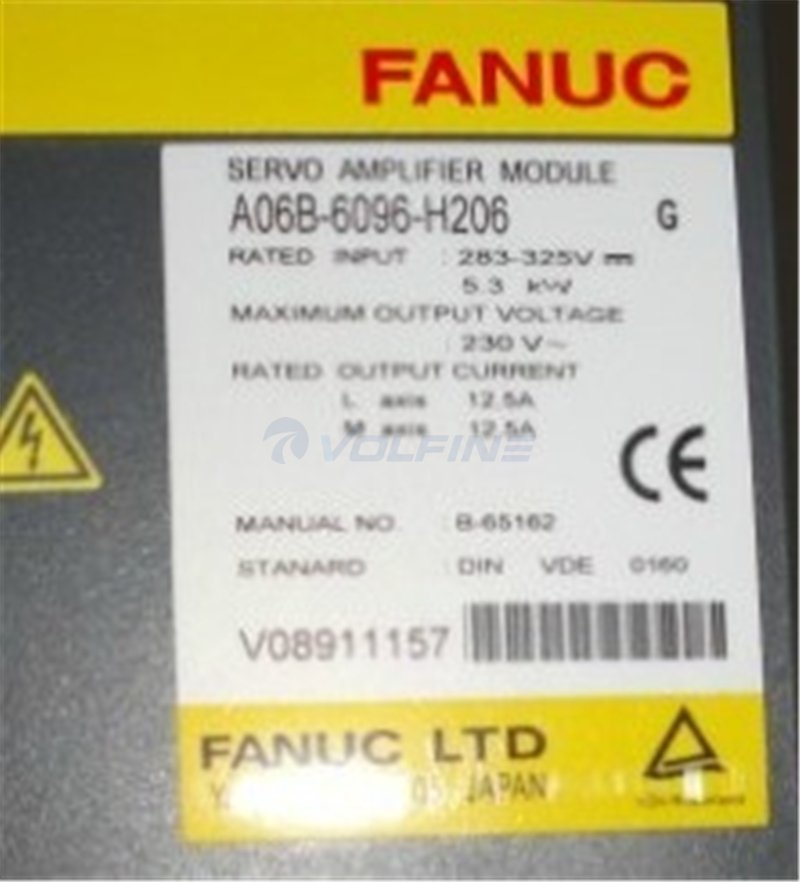 FANUC
SERVO AMPLIFIER MODULE
A06B-6096-H206 G
RATED INPUT : 283-325V ⎓
5.3 kW
MAXIMUM OUTPUT VOLTAGE
: 230 V~
RATED OUTPUT CURRENT
L axis 12.5A
M axis 12.5A
VOLFINE
CE
MANUAL NO. : B-65162
STANARD : DIN VDE 0160
V08911157
FANUC LTD
JAPAN